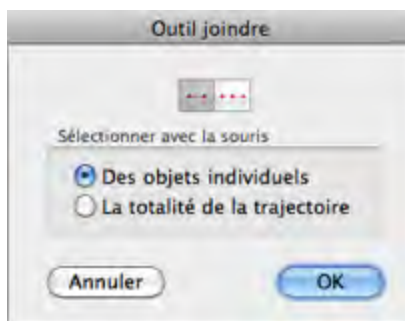 Outil joindre
Sélectionner avec la souris
Des objets individuels
La totalité de la trajectoire
Annuler
OK